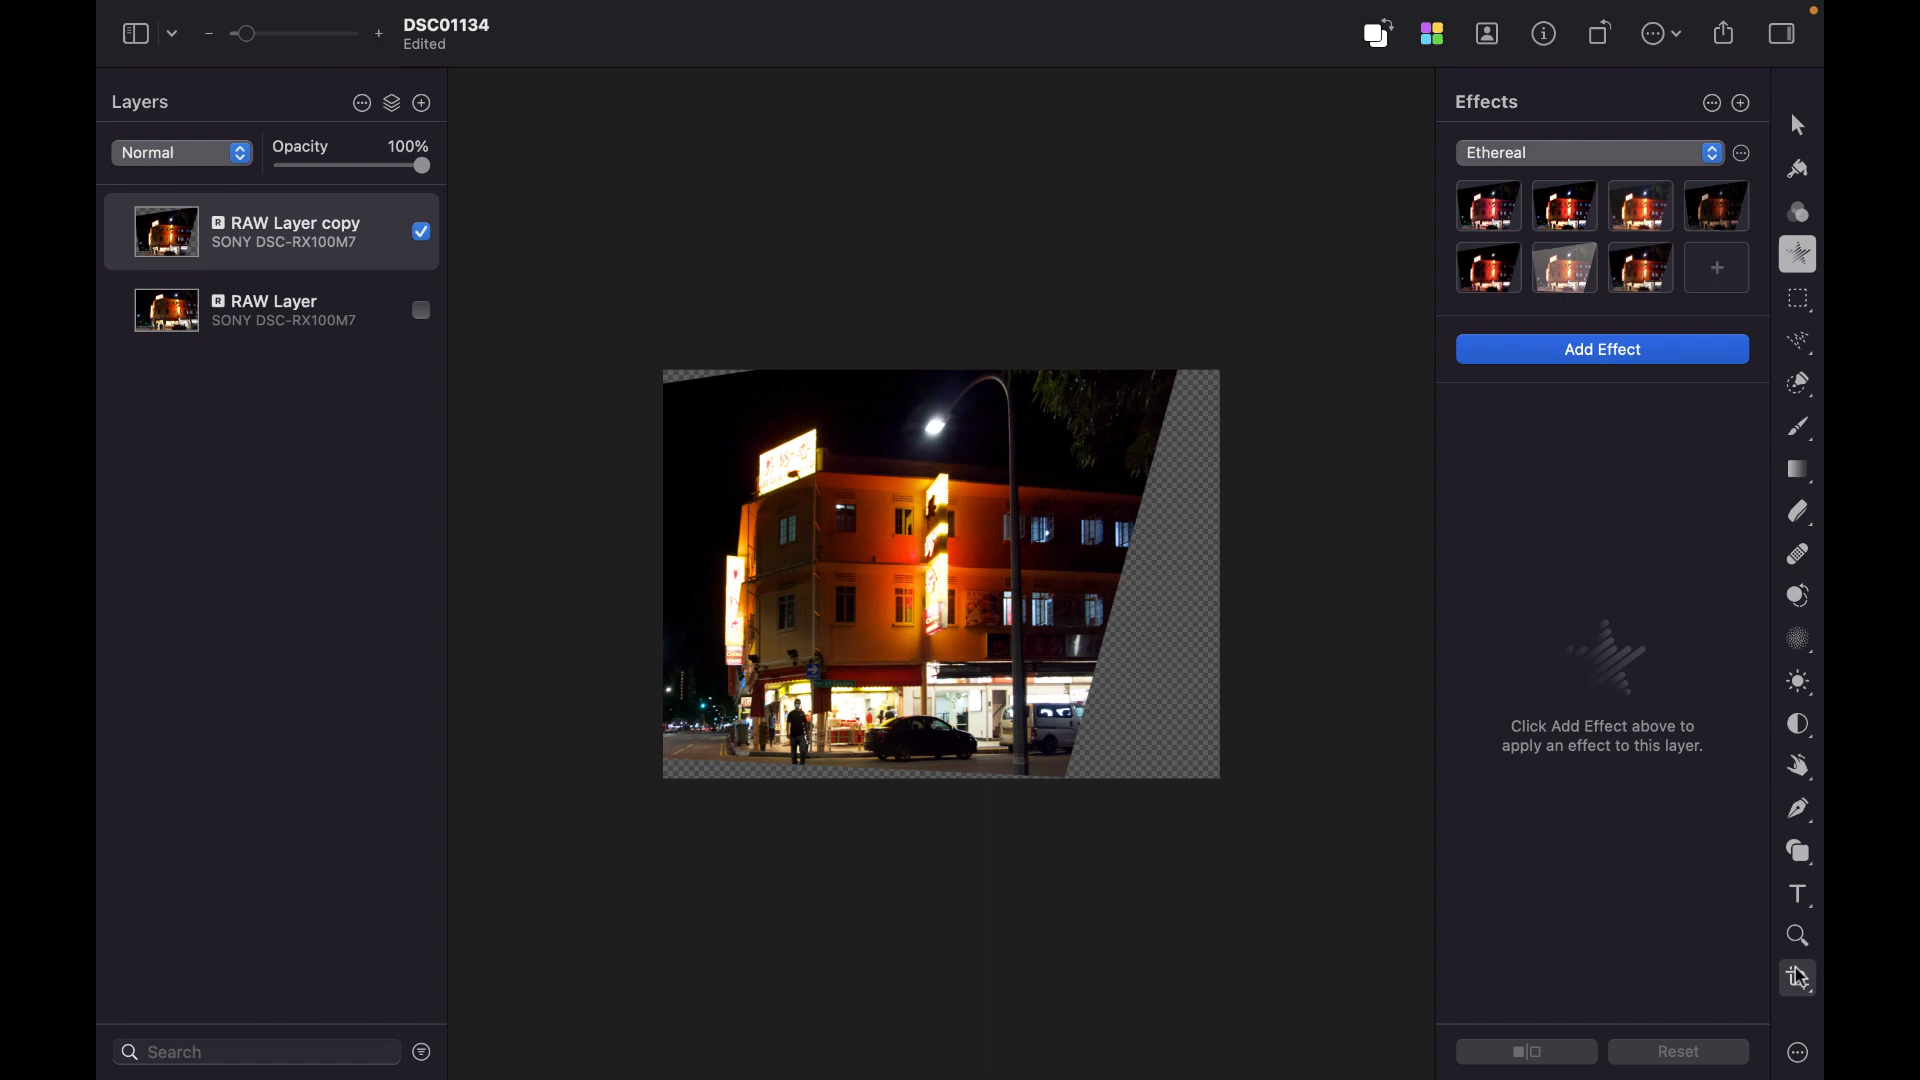 DSC01134
Edited
Layers
Normal
Opacity
100%
RAW Layer copy
SONY DSC-RX100M7
RAW Layer
SONY DSC-RX100M7
Search
Effects
Ethereal
Add Effect
Click Add Effect above to
apply an effect to this layer.
Reset